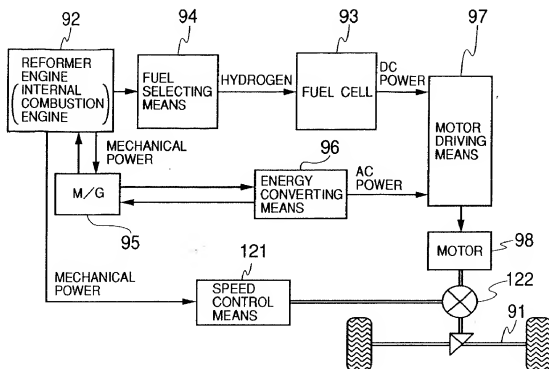 92
94
93
97
REFORMER
ENGINE
(INTERNAL
COMBUSTION
ENGINE)
FUEL
SELECTING
MEANS
HYDROGEN
FUEL CELL
DC
POWER
MOTOR
DRIVING
MEANS
MECHANICAL
POWER
96
M/G
95
ENERGY
CONVERTING
MEANS
AC
POWER
MOTOR
98
MECHANICAL
POWER
121
SPEED
CONTROL
MEANS
122
91